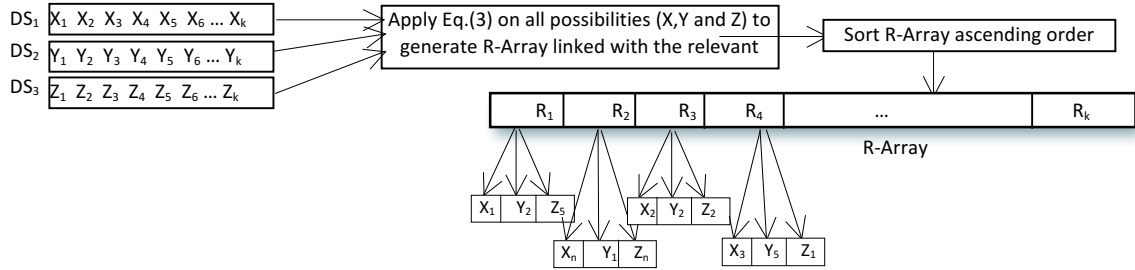 DS₁ X₁ X₂ X₃ X₄ X₅ X₆ ... Xₖ
DS₂ Y₁ Y₂ Y₃ Y₄ Y₅ Y₆ ... Yₖ
DS₃ Z₁ Z₂ Z₃ Z₄ Z₅ Z₆ ... Zₖ
Apply Eq.(3) on all possibilities (X,Y and Z) to
generate R-Array linked with the relevant
Sort R-Array ascending order
R₁ R₂ R₃ R₄ ... Rₖ
R-Array
X₁ Y₂ Z₅
X₂ Y₂ Z₂
Xₙ Y₁ Zₙ
X₃ Y₅ Z₁